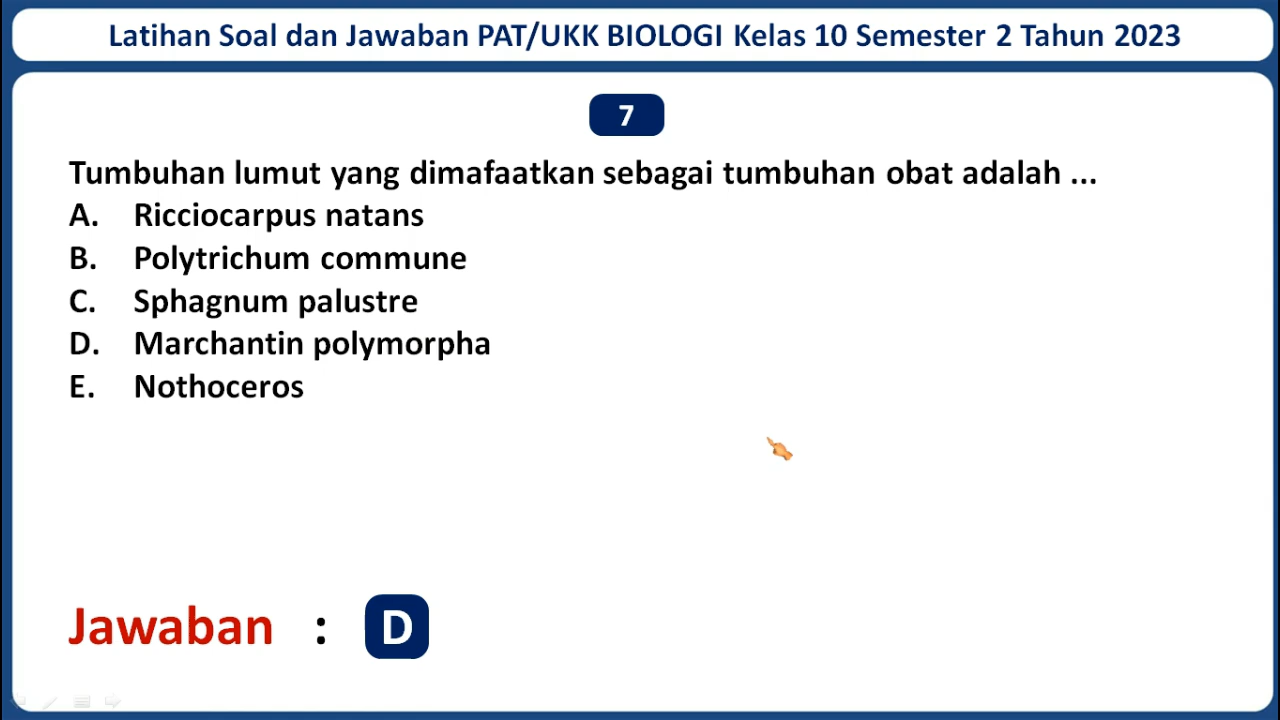 Latihan Soal dan Jawaban PAT/UKK BIOLOGI Kelas 10 Semester 2 Tahun 2023
7
Tumbuhan lumut yang dimafaatkan sebagai tumbuhan obat adalah ...
A. Ricciocarpus natans
B. Polytrichum commune
C. Sphagnum palustre
D. Marchantin polymorpha
E. Nothoceros
Jawaban : D